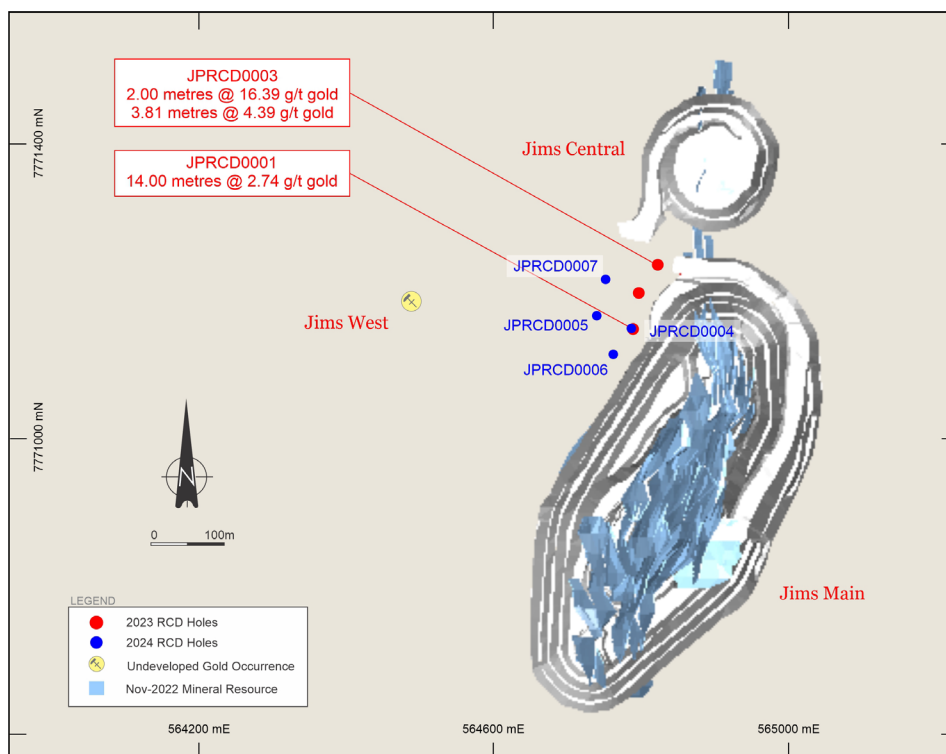 JPRCD0003
2.00 metres @ 16.39 g/t gold
3.81 metres @ 4.39 g/t gold
JPRCD0001
14.00 metres @ 2.74 g/t gold
7771400 mN
Jims Central
JPRCD0007
Jims West
JPRCD0005
JPRCD0004
JPRCD0006
7771000 mN
N
0 100m
Jims Main
LEGEND
2023 RCD Holes
2024 RCD Holes
Undeveloped Gold Occurrence
Nov-2022 Mineral Resource
564200 mE
564600 mE
565000 mE